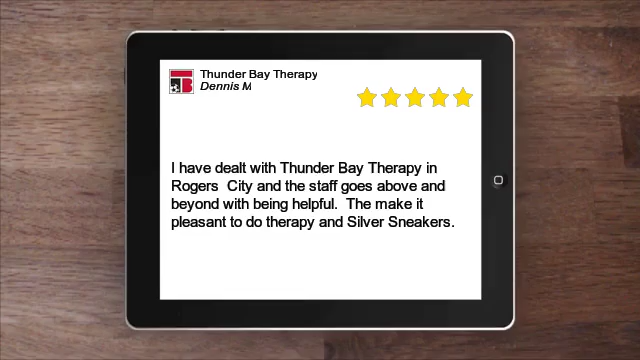 Thunder Bay Therapy
Dennis M
I have dealt with Thunder Bay Therapy in
Rogers  City and the staff goes above and
beyond with being helpful.  The make it
pleasant to do therapy and Silver Sneakers.